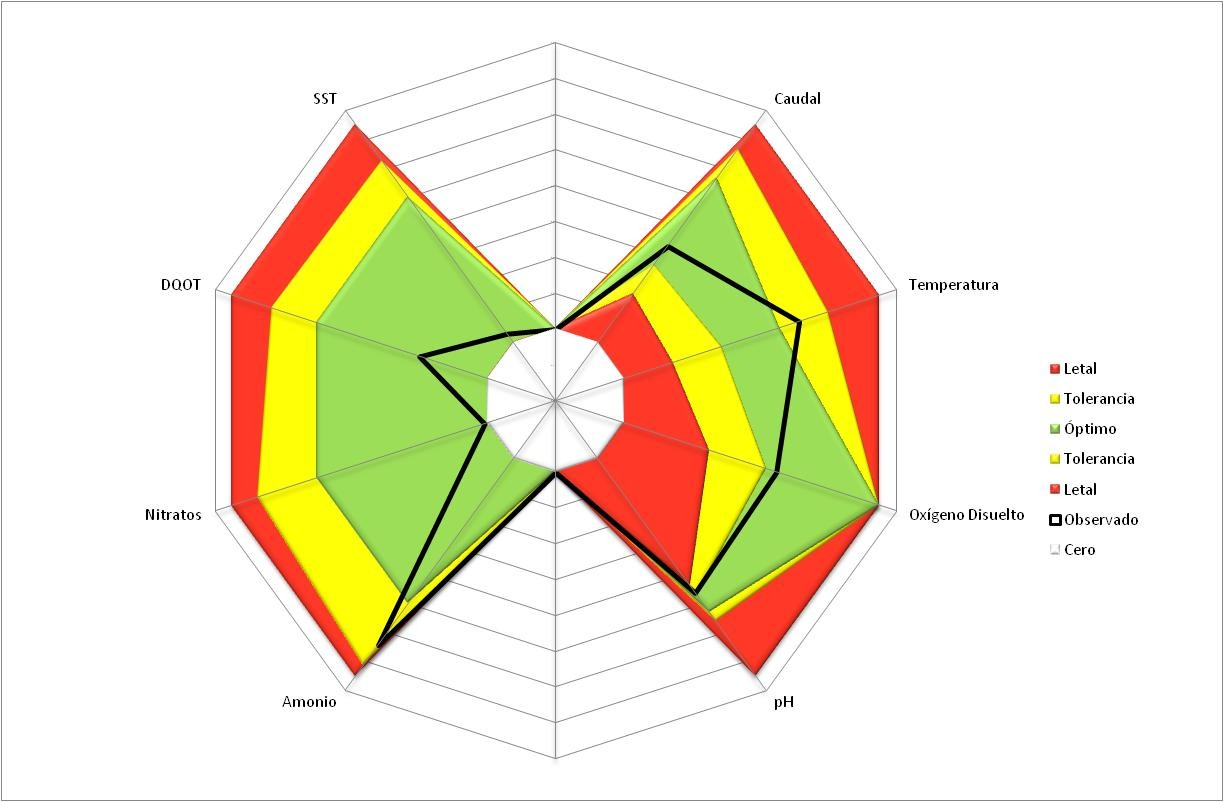 SST
Caudal
DQOT
Temperatura
Nitratos
Oxígeno Disuelto
Amonio
pH
Letal
Tolerancia
Óptimo
Tolerancia
Letal
Observado
Cero